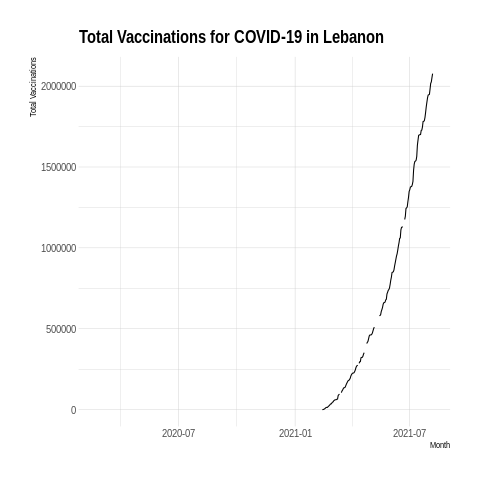 Total Vaccinations for COVID-19 in Lebanon
Total Vaccinations
2000000
1500000
1000000
500000
0
2020-07 2021-01 2021-07
Month